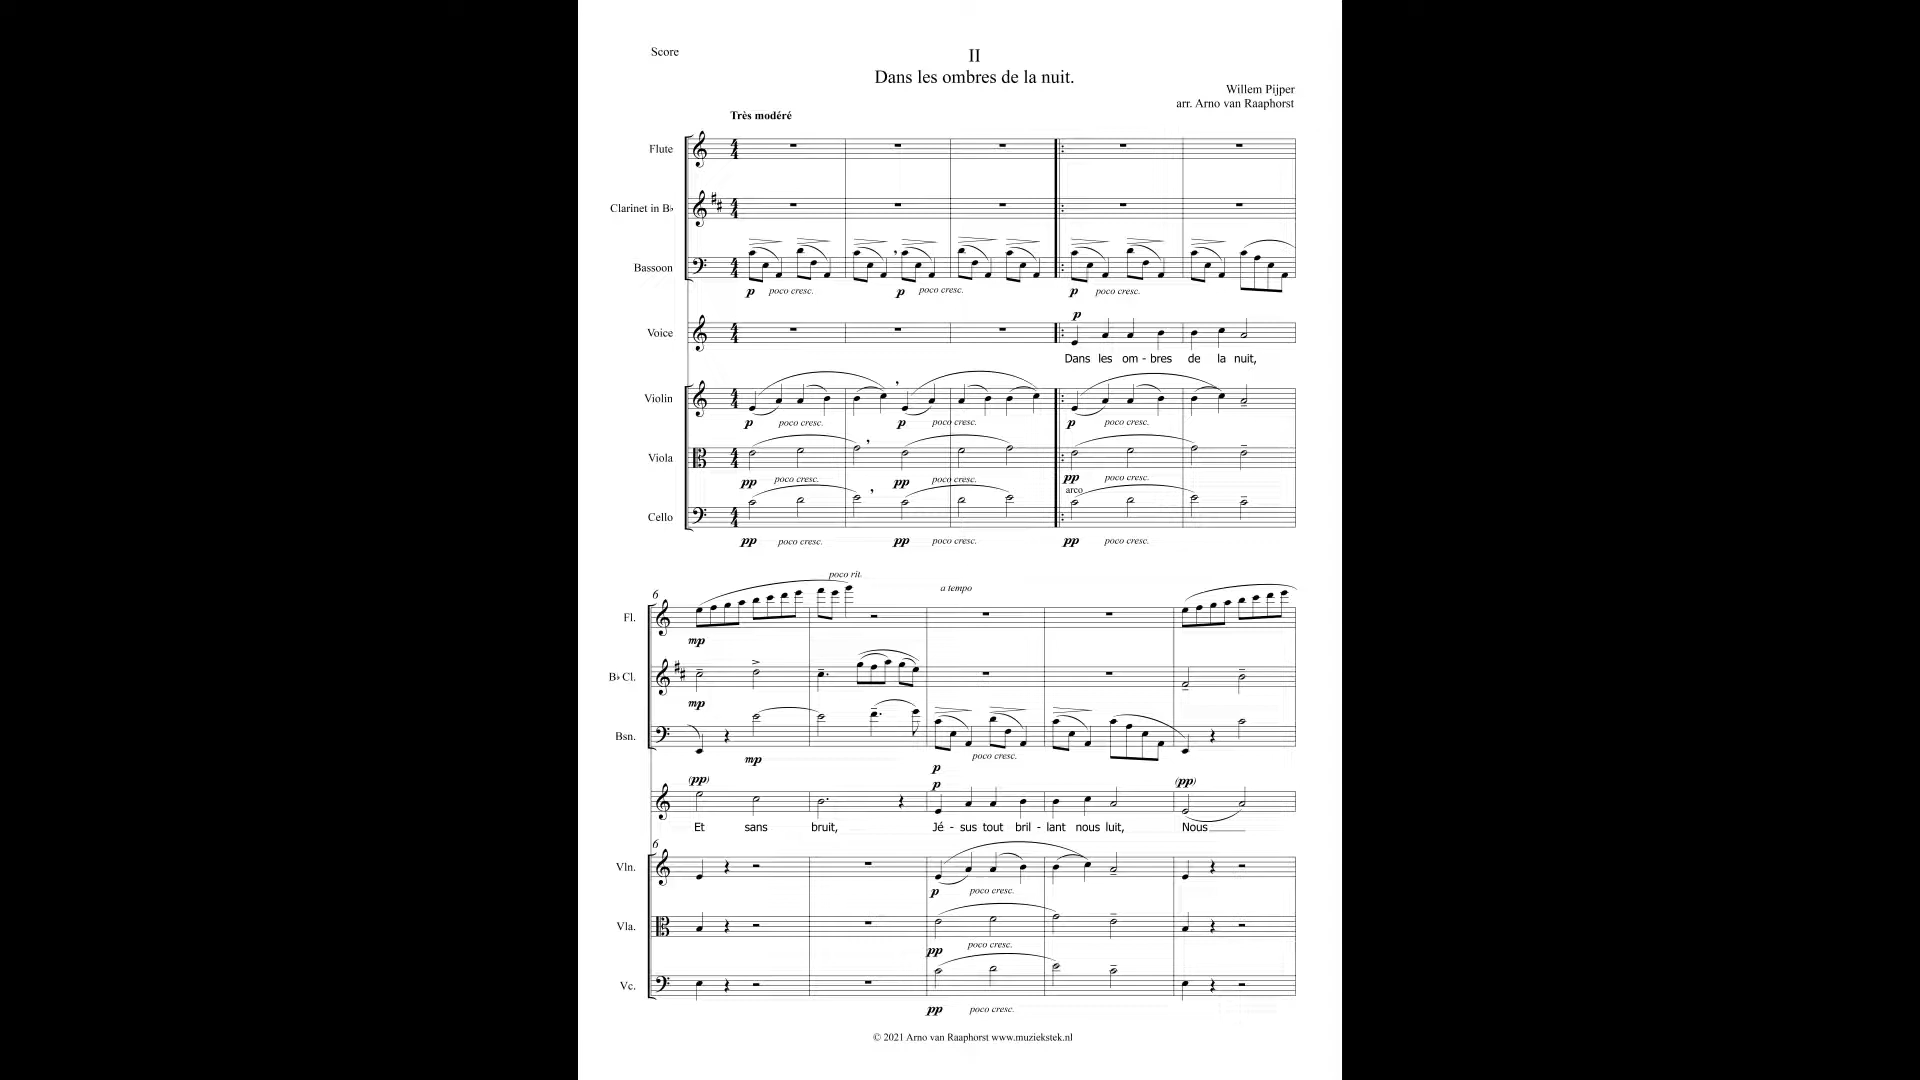 Score
II
Dans les ombres de la nuit.
Willem Pijper
arr. Arno van Raaphorst
Très modéré
Flute
Clarinet in B♭
Bassoon
p poco cresc. p poco cresc. p poco cresc.
p
Voice
Dans les om - bres de la nuit,
Violin
p poco cresc. p poco cresc. p poco cresc.
Viola
pp poco cresc. pp poco cresc. pp poco cresc.
arco
Cello
pp poco cresc. pp poco cresc. pp poco cresc.
poco rit.
a tempo
6
Fl.
mp
B♭ Cl.
mp
Bsn.
mp p poco cresc.
(pp) p (pp)
Et sans bruit, Jé - sus tout bril - lant nous luit, Nous
6
Vln.
p poco cresc.
Vla.
pp poco cresc.
Vc.
pp poco cresc.
© 2021 Arno van Raaphorst www.muziekstek.nl